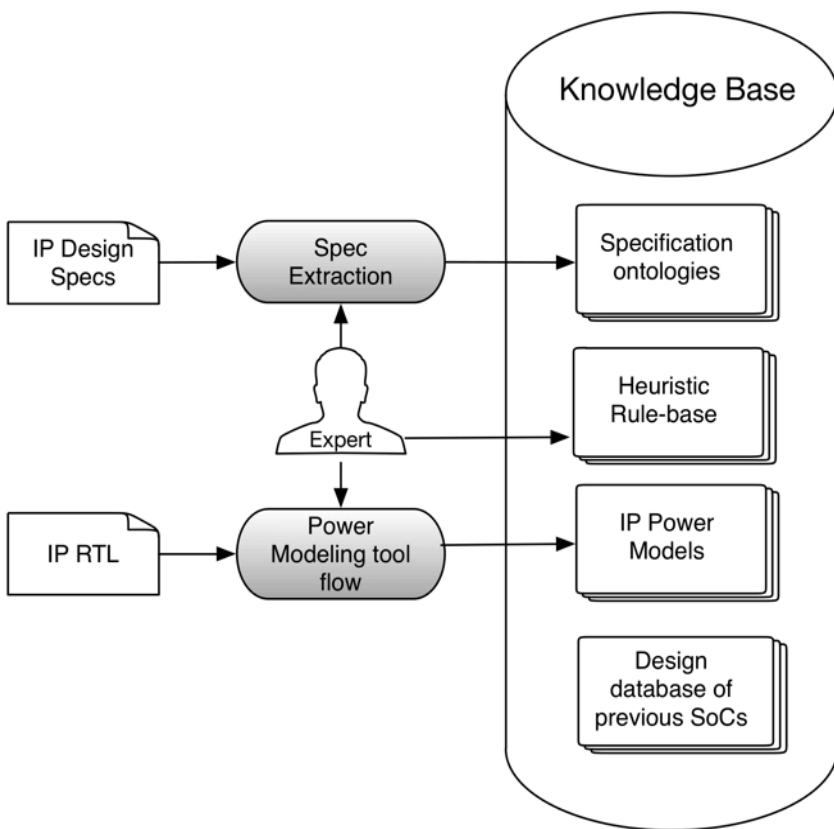 Knowledge Base
IP Design
Specs
Spec
Extraction
Specification
ontologies
Expert
Heuristic
Rule-base
IP RTL
Power
Modeling tool
flow
IP Power
Models
Design
database of
previous SoCs